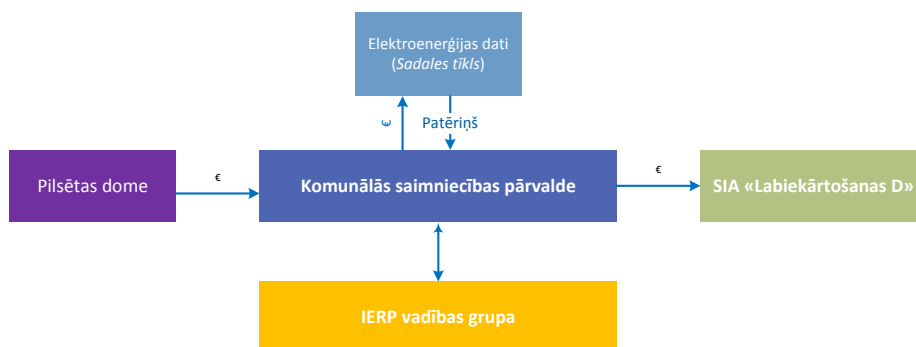 Elektroenerģijas dati
(Sadales tīkls)
€
Patēriņš
Pilsētas dome
€
Komunālās saimniecības pārvalde
€
SIA «Labiekārtošanas D»
IERP vadības grupa